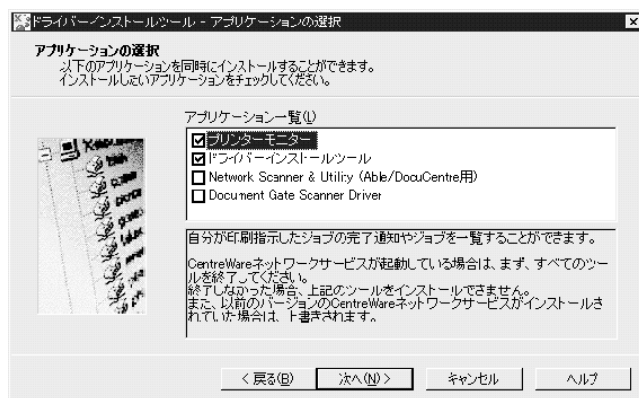 ドライバーインストールツール - アプリケーションの選択
アプリケーションの選択
以下のアプリケーションを同時にインストールすることができます。
インストールしたいアプリケーションをチェックしてください。
アプリケーション一覧(L)
プリンターモニター
ドライバーインストールツール
Network Scanner & Utility (Able/DocuCentre用)
Document Gate Scanner Driver
自分が印刷指示したジョブの完了通知やジョブを一覧することができます。
CentreWareネットワークサービスが起動している場合は、まず、すべてのツー
ルを終了してください。
終了しなかった場合、上記のツールをインストールできません。
また、以前のバージョンのCentreWareネットワークサービスがインストールさ
れていた場合は、上書きされます。
< 戻る(B)
次へ(N) >
キャンセル
ヘルプ